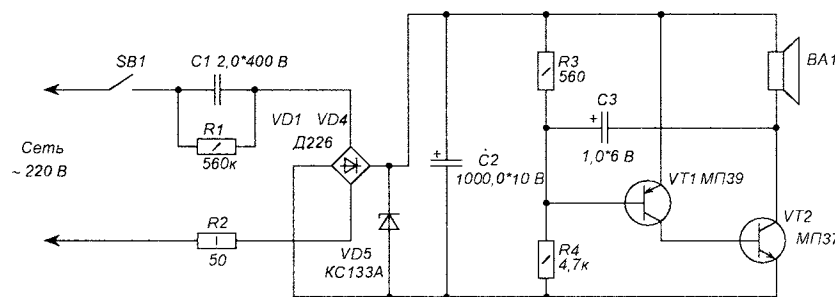 SB1
C1 2,0*400 В
R1
560к
Сеть
~ 220 В
R2
50
VD1 VD4
Д226
VD5
КС133А
+
C2
1000,0*10 В
R3
560
C3
+
1,0*6 В
R4
4,7к
VT1 МП39
VT2
МП37
BA1